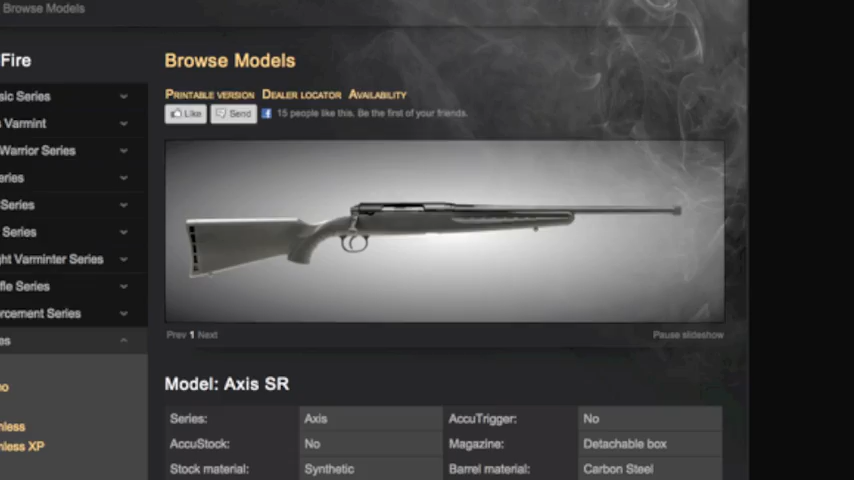 Browse Models
Fire
Browse Models
PRINTABLE VERSION DEALER LOCATOR AVAILABILITY
Like Send 15 people like this. Be the first of your friends.
sic Series
s Varmint
Warrior Series
eries
Series
Series
ght Varminter Series
fle Series
orcement Series
es
Prev 1 Next
Pause slideshow
Model: Axis SR
Series: Axis AccuTrigger: No
AccuStock: No Magazine: Detachable box
Stock material: Synthetic Barrel material: Carbon Steel
no
nless
nless XP